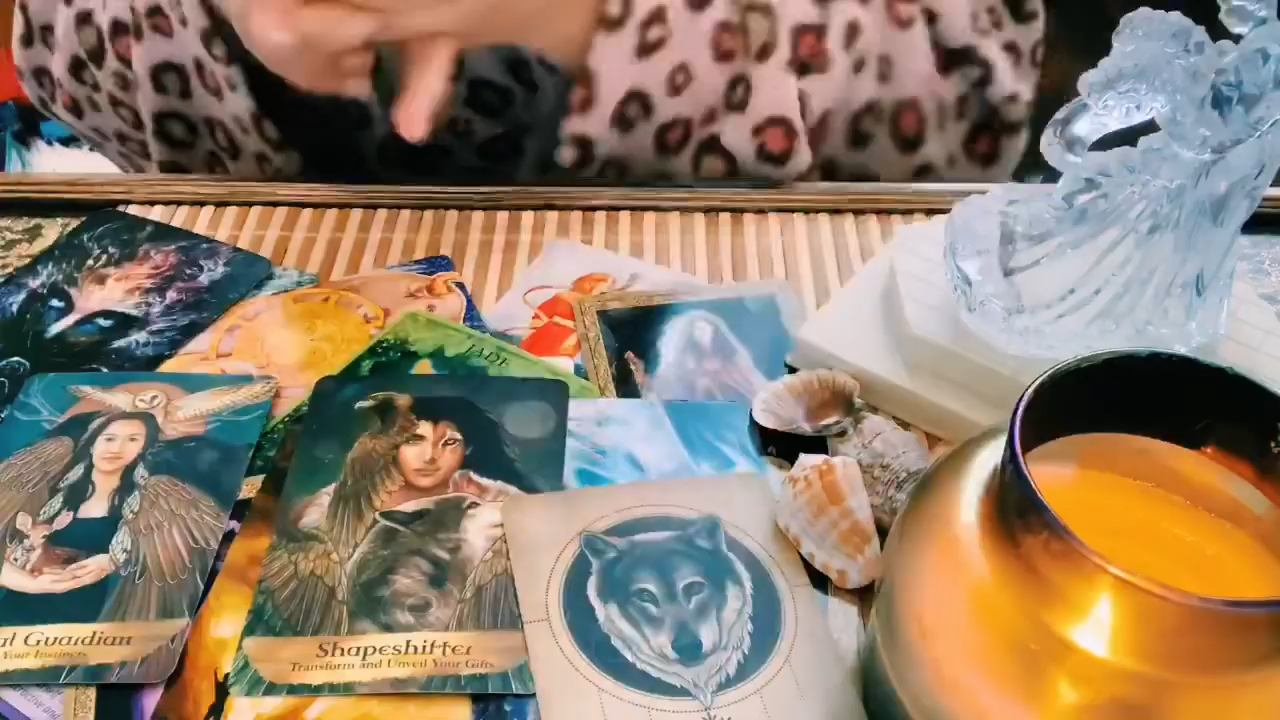 JADE
al Guardian
Your Instincts
Shapeshifter
Transform and Unveil Your Gifts